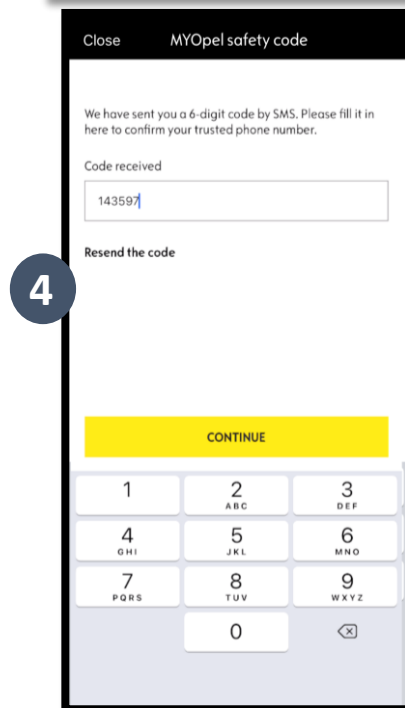 Close MYOpel safety code
We have sent you a 6-digit code by SMS. Please fill it in
here to confirm your trusted phone number.
Code received
143597
Resend the code
4
CONTINUE
1 2 3
ABC DEF
4 5 6
GHI JKL MNO
7 8 9
PQRS TUV WXYZ
0